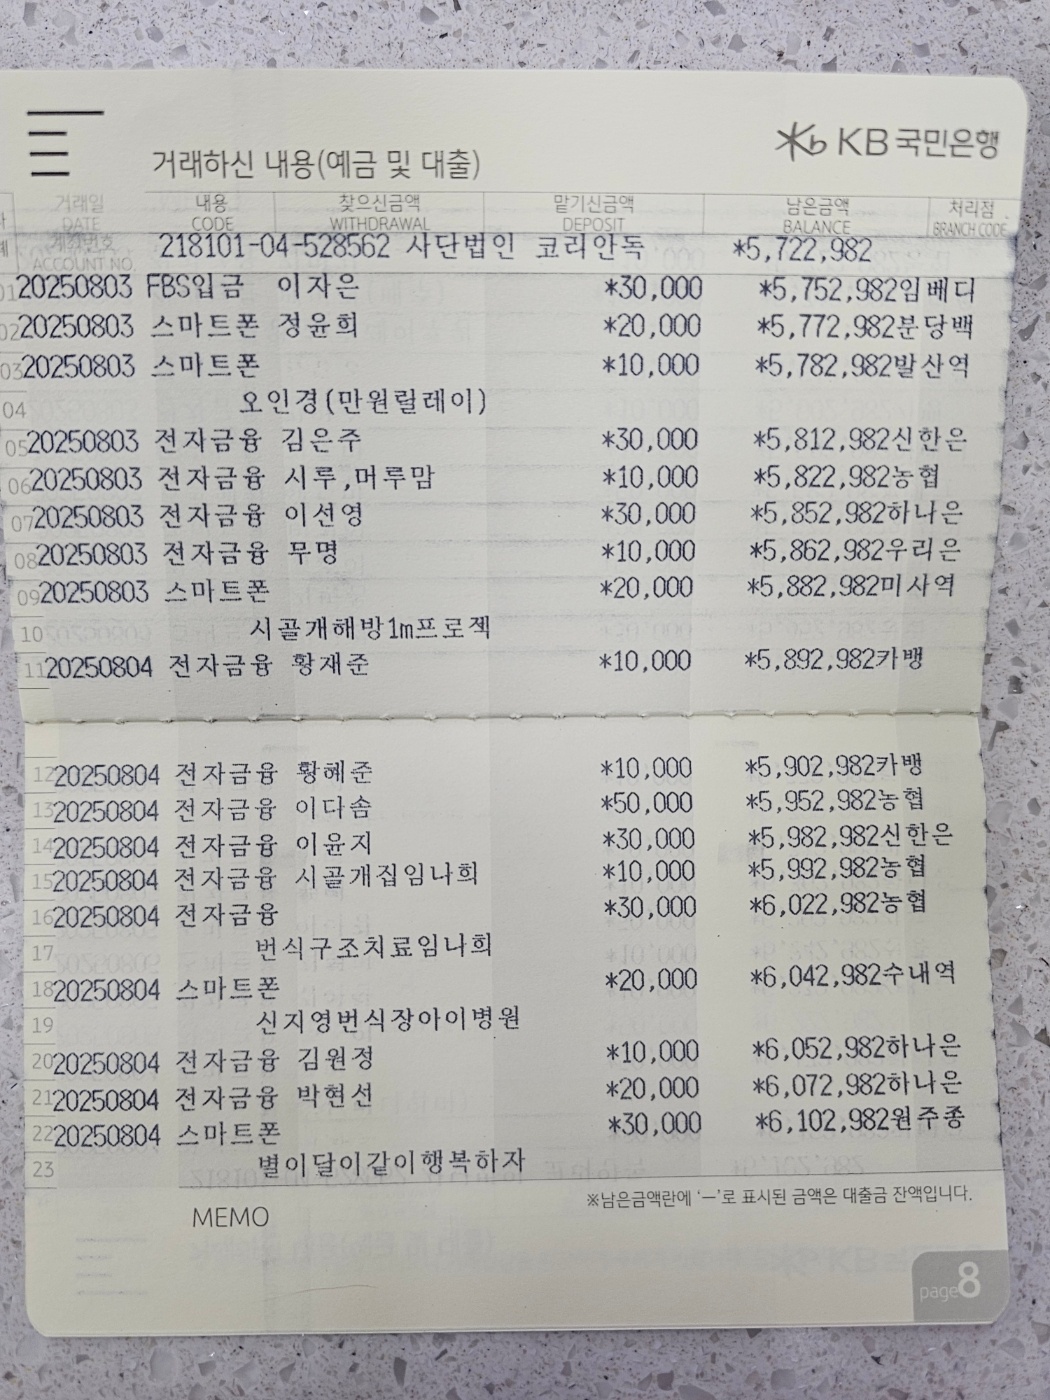 KB국민은행
거래하신 내용(예금 및 대출)
거래일 내용 찾으신금액 맡기신금액 남은금액 처리점
DATE CODE WITHDRAWAL DEPOSIT BALANCE BRANCH CODE
계좌번호 218101-04-528562 사단법인 코리안독 *5,722,982
ACCOUNT NO
01 20250803 FBS입금 이자은 *30,000 *5,752,982임베디
02 20250803 스마트폰 정윤희 *20,000 *5,772,982분당백
03 20250803 스마트폰 *10,000 *5,782,982발산역
04 오인경(만원릴레이)
05 20250803 전자금융 김은주 *30,000 *5,812,982신한은
06 20250803 전자금융 시루,머루맘 *10,000 *5,822,982농협
07 20250803 전자금융 이선영 *30,000 *5,852,982하나은
08 20250803 전자금융 무명 *10,000 *5,862,982우리은
09 20250803 스마트폰 *20,000 *5,882,982미사역
10 시골개해방1m프로젝
11 20250804 전자금융 황재준 *10,000 *5,892,982카뱅
12 20250804 전자금융 황혜준 *10,000 *5,902,982카뱅
13 20250804 전자금융 이다솜 *50,000 *5,952,982농협
14 20250804 전자금융 이윤지 *30,000 *5,982,982신한은
15 20250804 전자금융 시골개집임나희 *10,000 *5,992,982농협
16 20250804 전자금융 *30,000 *6,022,982농협
17 번식구조치료임나희
18 20250804 스마트폰 *20,000 *6,042,982수내역
19 신지영번식장아이병원
20 20250804 전자금융 김원정 *10,000 *6,052,982하나은
21 20250804 전자금융 박현선 *20,000 *6,072,982하나은
22 20250804 스마트폰 *30,000 *6,102,982원주종
23 별이달이같이행복하자
※남은금액란에 ‘—’로 표시된 금액은 대출금 잔액입니다.
MEMO
page8